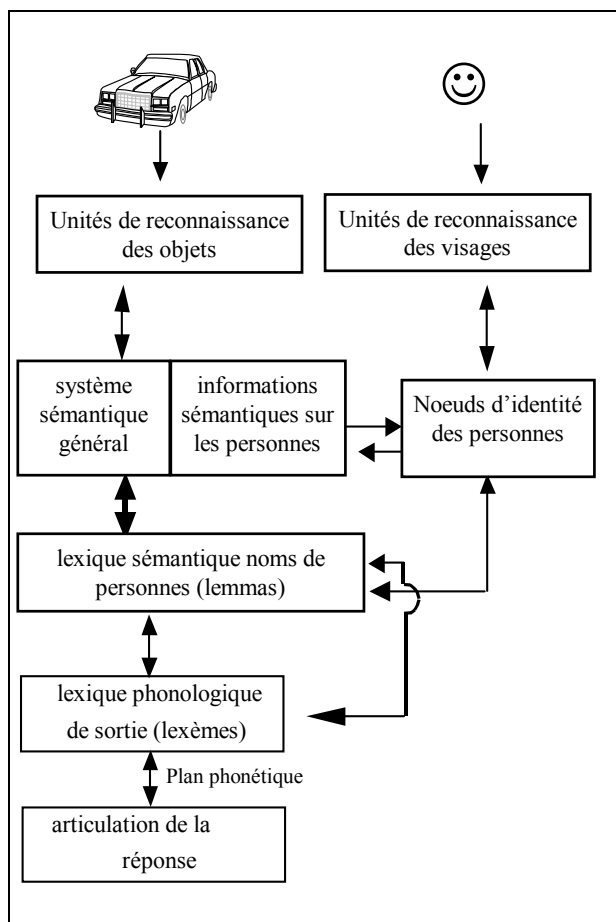 Unités de reconnaissance
des objets
Unités de reconnaissance
des visages
système
sémantique
général
informations
sémantiques sur
les personnes
Noeuds d’identité
des personnes
lexique sémantique noms de
personnes (lemmas)
lexique phonologique
de sortie (lexèmes)
Plan phonétique
articulation de la
réponse